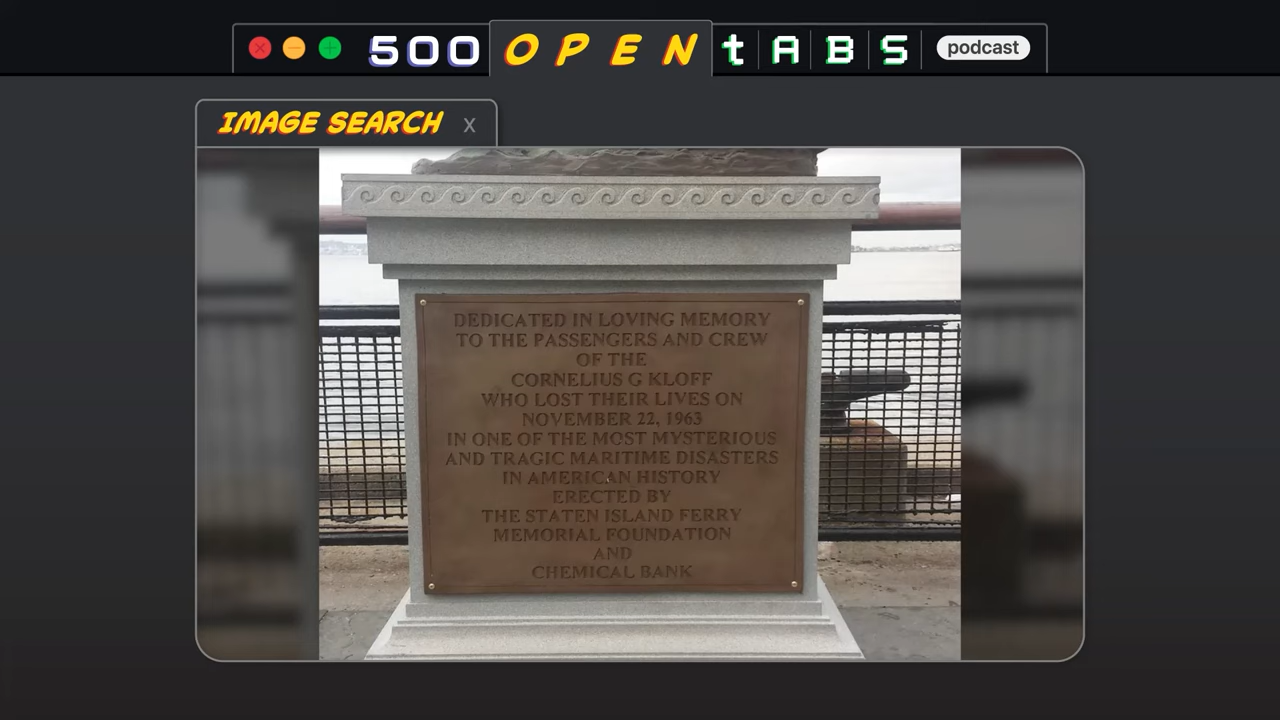 500 OPEN tABS podcast
IMAGE SEARCH x
DEDICATED IN LOVING MEMORY
TO THE PASSENGERS AND CREW
OF THE
CORNELIUS G KLOFF
WHO LOST THEIR LIVES ON
NOVEMBER 22, 1963
IN ONE OF THE MOST MYSTERIOUS
AND TRAGIC MARITIME DISASTERS
IN AMERICAN HISTORY
ERECTED BY
THE STATEN ISLAND FERRY
MEMORIAL FOUNDATION
AND
CHEMICAL BANK